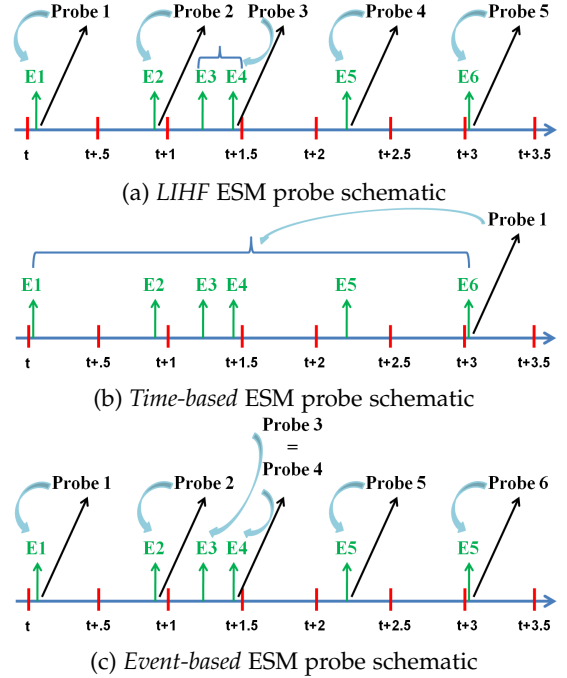 Probe 1 Probe 2 Probe 3 Probe 4 Probe 5
E1 E2 E3 E4 E5 E6
t t+.5 t+1 t+1.5 t+2 t+2.5 t+3 t+3.5
(a) LIHF ESM probe schematic
Probe 1
E1 E2 E3 E4 E5 E6
t t+.5 t+1 t+1.5 t+2 t+2.5 t+3 t+3.5
(b) Time-based ESM probe schematic
Probe 3
=
Probe 1 Probe 2 Probe 4 Probe 5 Probe 6
E1 E2 E3 E4 E5 E5
t t+.5 t+1 t+1.5 t+2 t+2.5 t+3 t+3.5
(c) Event-based ESM probe schematic